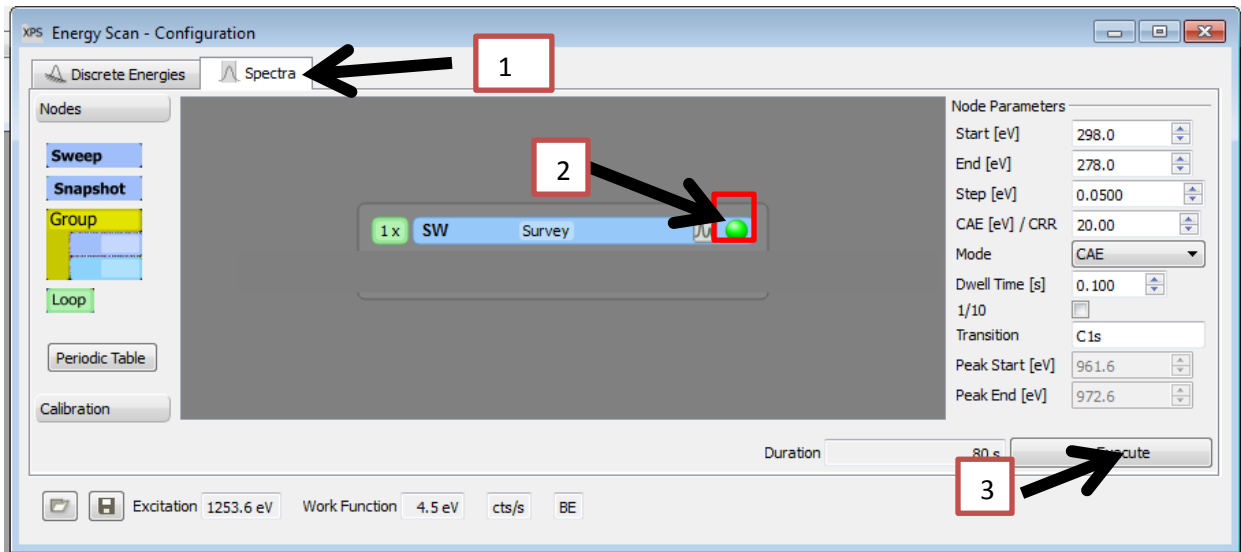 XPS Energy Scan - Configuration
Discrete Energies
Spectra
1
Nodes
Sweep
Snapshot
Group
Loop
Periodic Table
Calibration
2
1 x SW Survey
Node Parameters
Start [eV] 298.0
End [eV] 278.0
Step [eV] 0.0500
CAE [eV] / CRR 20.00
Mode CAE
Dwell Time [s] 0.100
1/10
Transition C1s
Peak Start [eV] 961.6
Peak End [eV] 972.6
Duration 80 s Execute
3
Excitation 1253.6 eV Work Function 4.5 eV cts/s BE